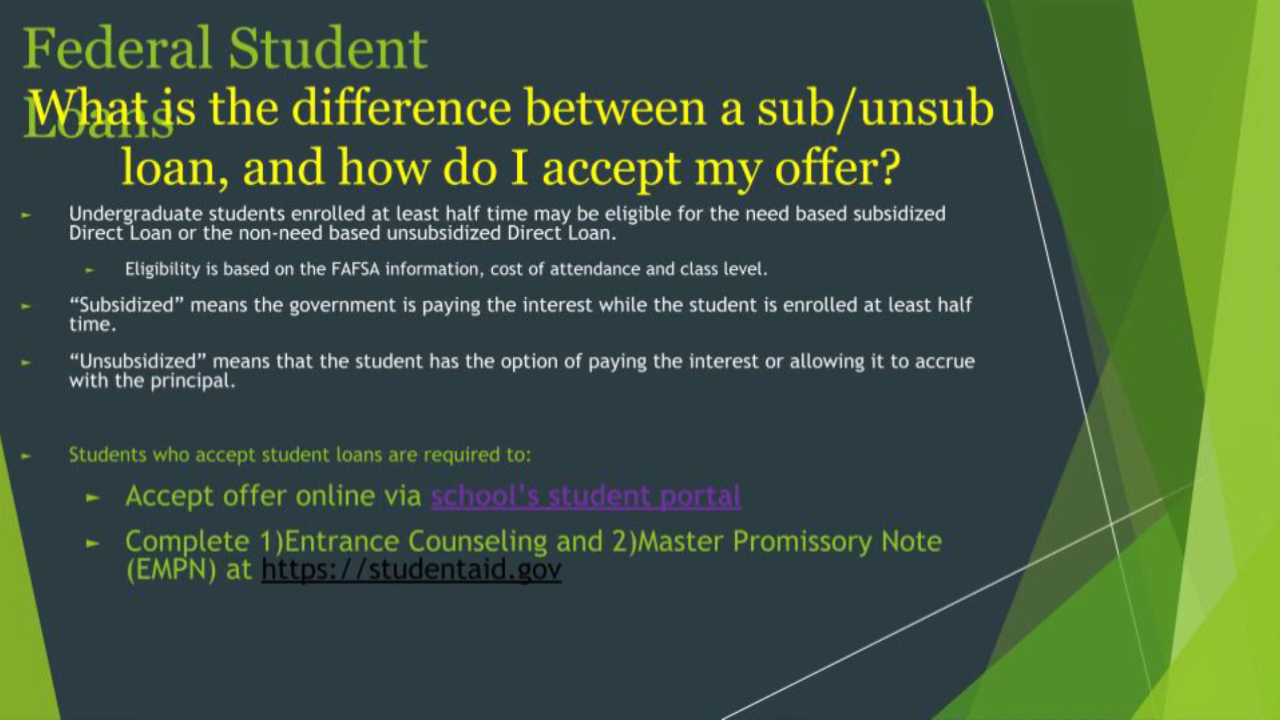 Federal Student
Loans
What is the difference between a sub/unsub
loan, and how do I accept my offer?
► Undergraduate students enrolled at least half time may be eligible for the need based subsidized
Direct Loan or the non-need based unsubsidized Direct Loan.
► Eligibility is based on the FAFSA information, cost of attendance and class level.
► “Subsidized” means the government is paying the interest while the student is enrolled at least half
time.
► “Unsubsidized” means that the student has the option of paying the interest or allowing it to accrue
with the principal.
► Students who accept student loans are required to:
► Accept offer online via school’s student portal
► Complete 1)Entrance Counseling and 2)Master Promissory Note
(EMPN) at https://studentaid.gov